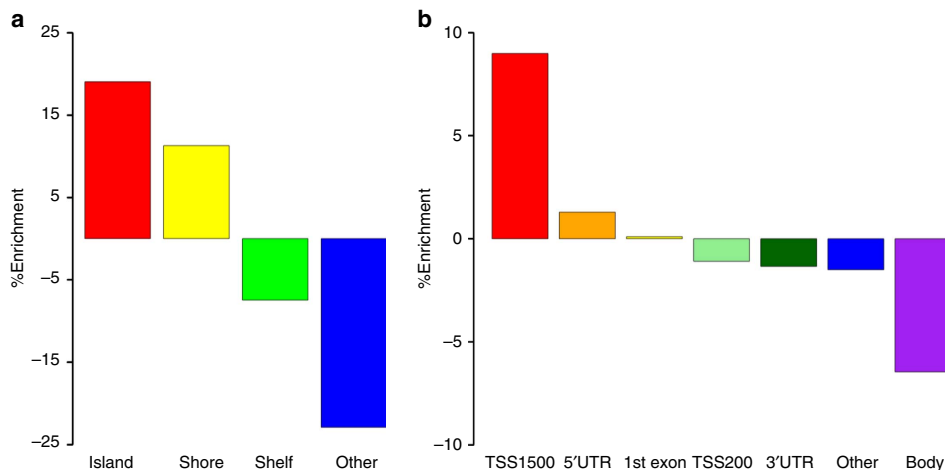 a
25
15
5
−5
−15
−25
%Enrichment
Island Shore Shelf Other
b
10
5
0
−5
−10
%Enrichment
TSS1500 5′UTR 1st exon TSS200 3′UTR Other Body